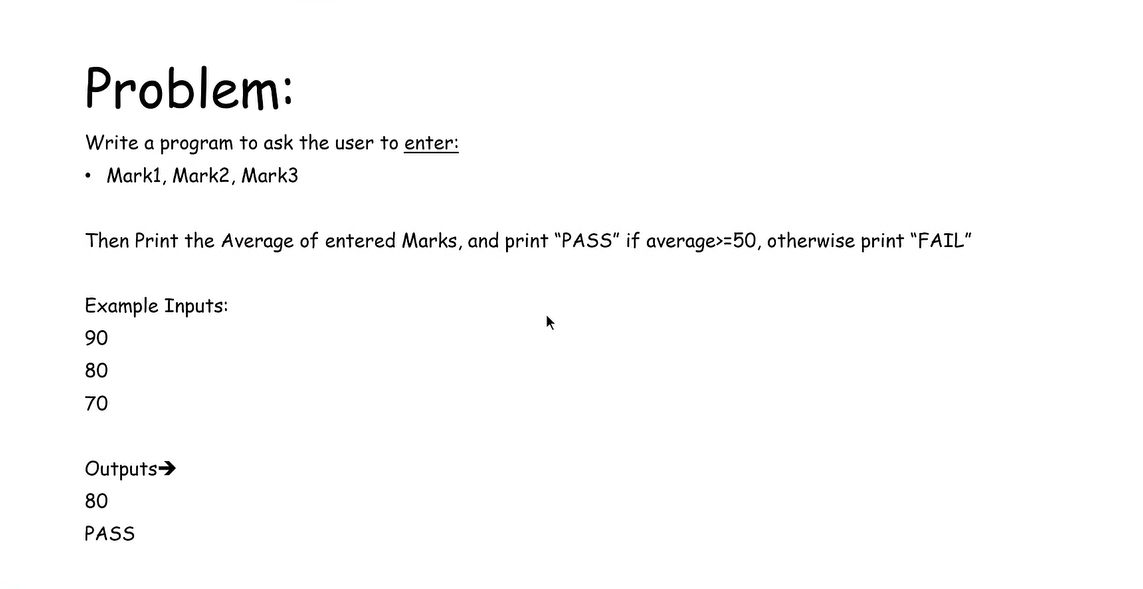 Problem:
Write a program to ask the user to enter:
• Mark1, Mark2, Mark3
Then Print the Average of entered Marks, and print “PASS” if average>=50, otherwise print “FAIL”
Example Inputs:
90
80
70
Outputs➔
80
PASS